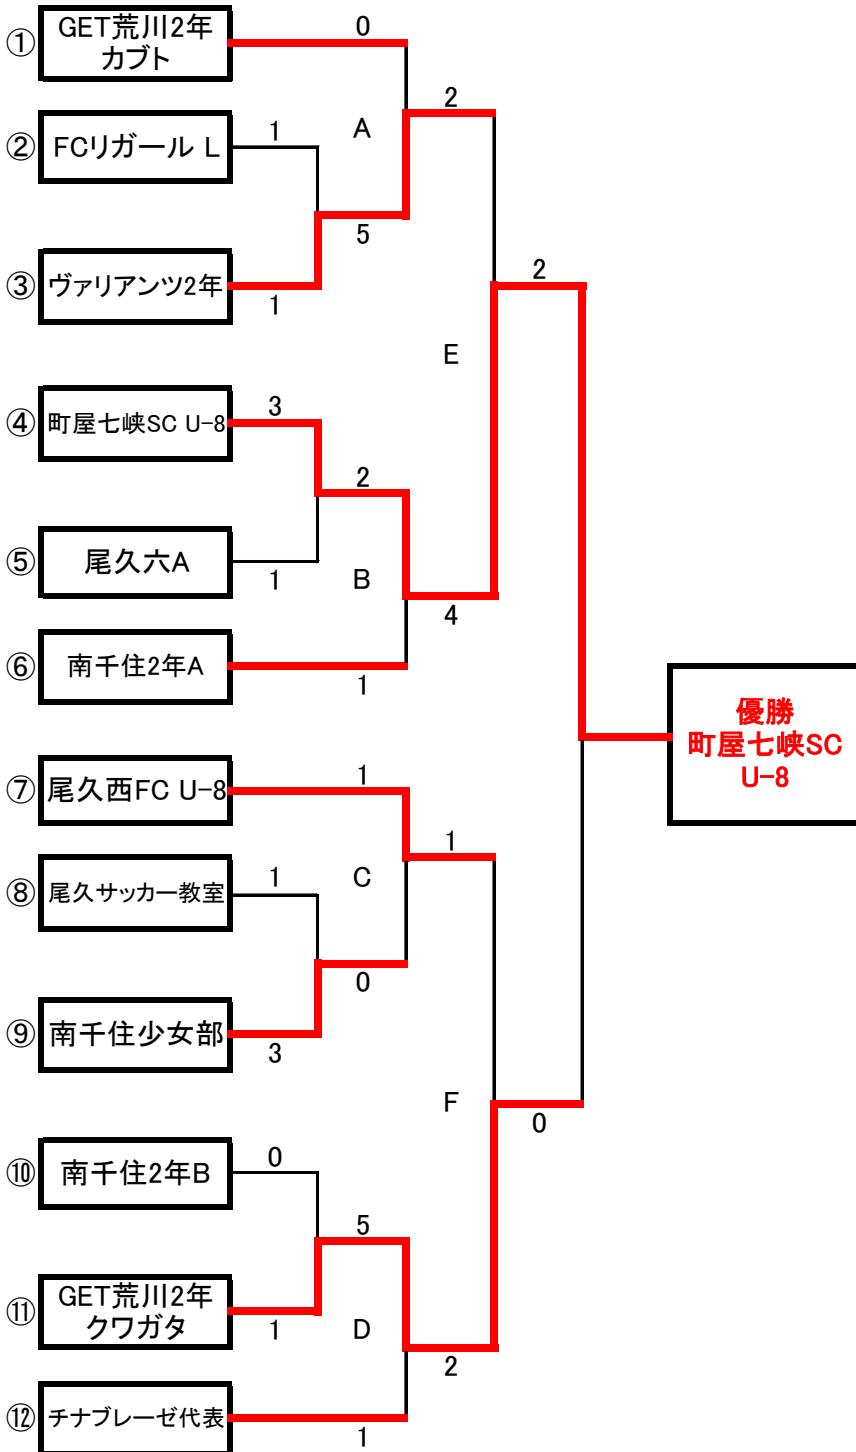 ① GET荒川2年
カブト
0
2
② FCリガール L
1
A
5
③ ヴァリアンツ2年
1
2
E
④ 町屋七峡SC U-8
3
2
⑤ 尾久六A
1
B
4
⑥ 南千住2年A
1
優勝
町屋七峡SC
U-8
⑦ 尾久西FC U-8
1
1
⑧ 尾久サッカー教室
1
C
0
⑨ 南千住少女部
3
F
0
⑩ 南千住2年B
0
5
⑪ GET荒川2年
クワガタ
1
D
2
⑫ チナブレーゼ代表
1